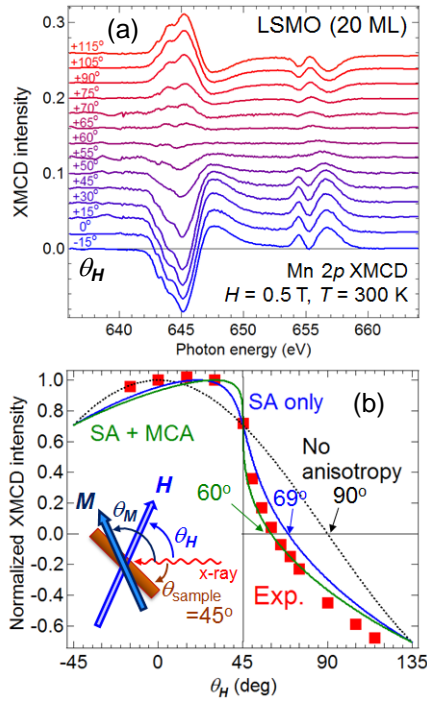 (a)
LSMO (20 ML)
XMCD intensity
0.3
0.2
0.1
0.0
+115°
+105°
+90°
+75°
+70°
+65°
+60°
+55°
+50°
+45°
+30°
+15°
0°
-15°
θH
Mn 2p XMCD
H = 0.5 T, T = 300 K
640
645
650
655
660
Photon energy (eV)
(b)
Normalized XMCD intensity
1.0
0.8
0.6
0.4
0.2
0.0
-0.2
-0.4
-0.6
SA only
SA + MCA
No
anisotropy
60°
69°
90°
M
H
θM
θH
x-ray
θsample
=45°
Exp.
-45
0
45
90
135
θH (deg)